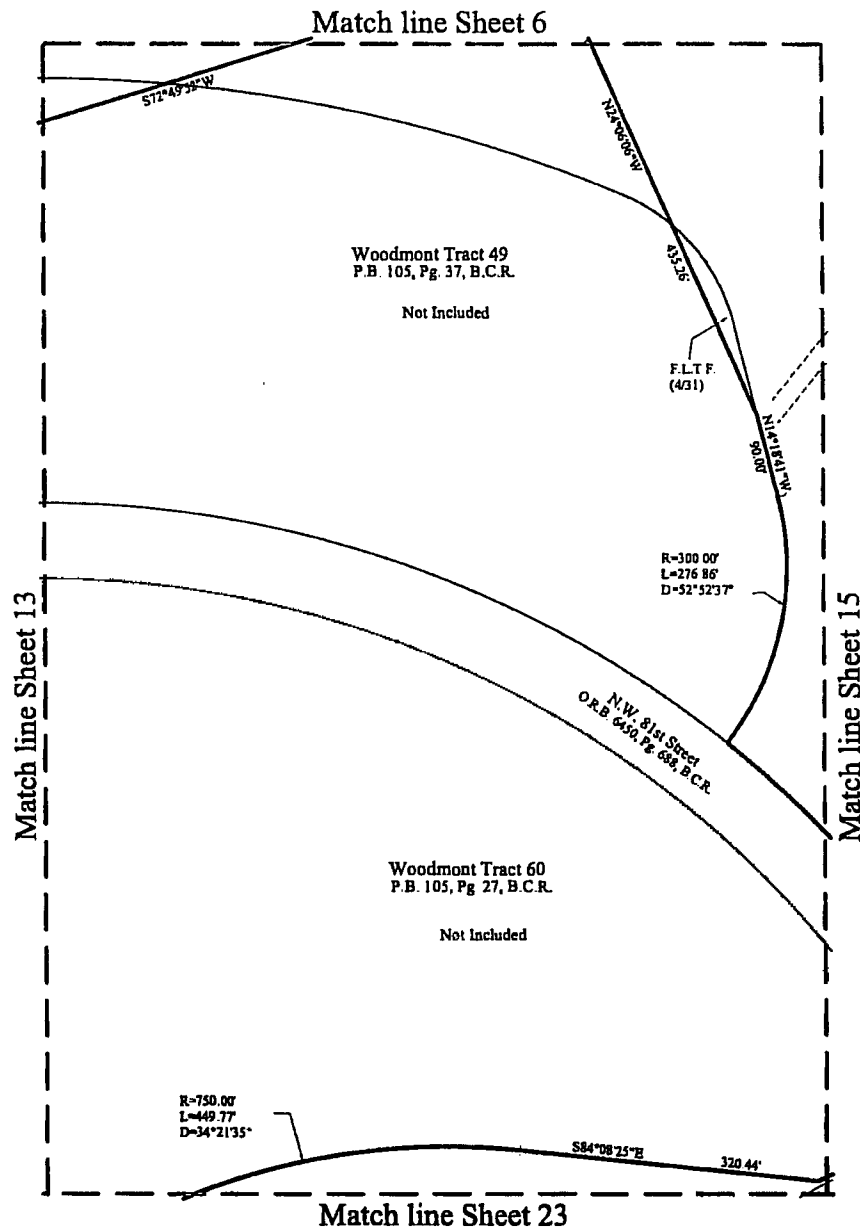 Match line Sheet 6
S72°49'32"W
N24°06'06"W
435.26'
Woodmont Tract 49
P.B. 105, Pg. 37, B.C.R.
Not Included
F.L.T F.
(4/31)
N14°18'41"W
90.00'
R=300 00'
L=276 86'
D=52°52'37"
Match line Sheet 13
Match line Sheet 15
N.W. 81st Street
O.R.B. 6450, Pg. 688, B.C.R.
Woodmont Tract 60
P.B. 105, Pg 27, B.C.R.
Not Included
R=750.00'
L=449.77'
D=34°21'35"
S84°08'25"E
320 44'
Match line Sheet 23